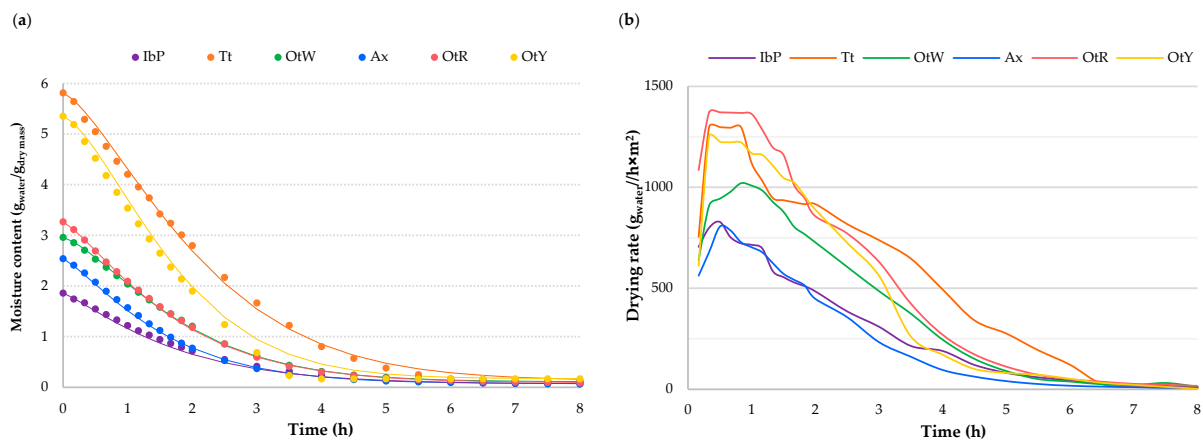 (a)
IbP Tt OtW Ax OtR OtY
6
5
4
3
2
1
0
Moisture content (gwater/gdry mass)
0 1 2 3 4 5 6 7 8
Time (h)
(b)
IbP Tt OtW Ax OtR OtY
1500
1000
500
0
Drying rate (gwater//h×m²)
0 1 2 3 4 5 6 7 8
Time (h)